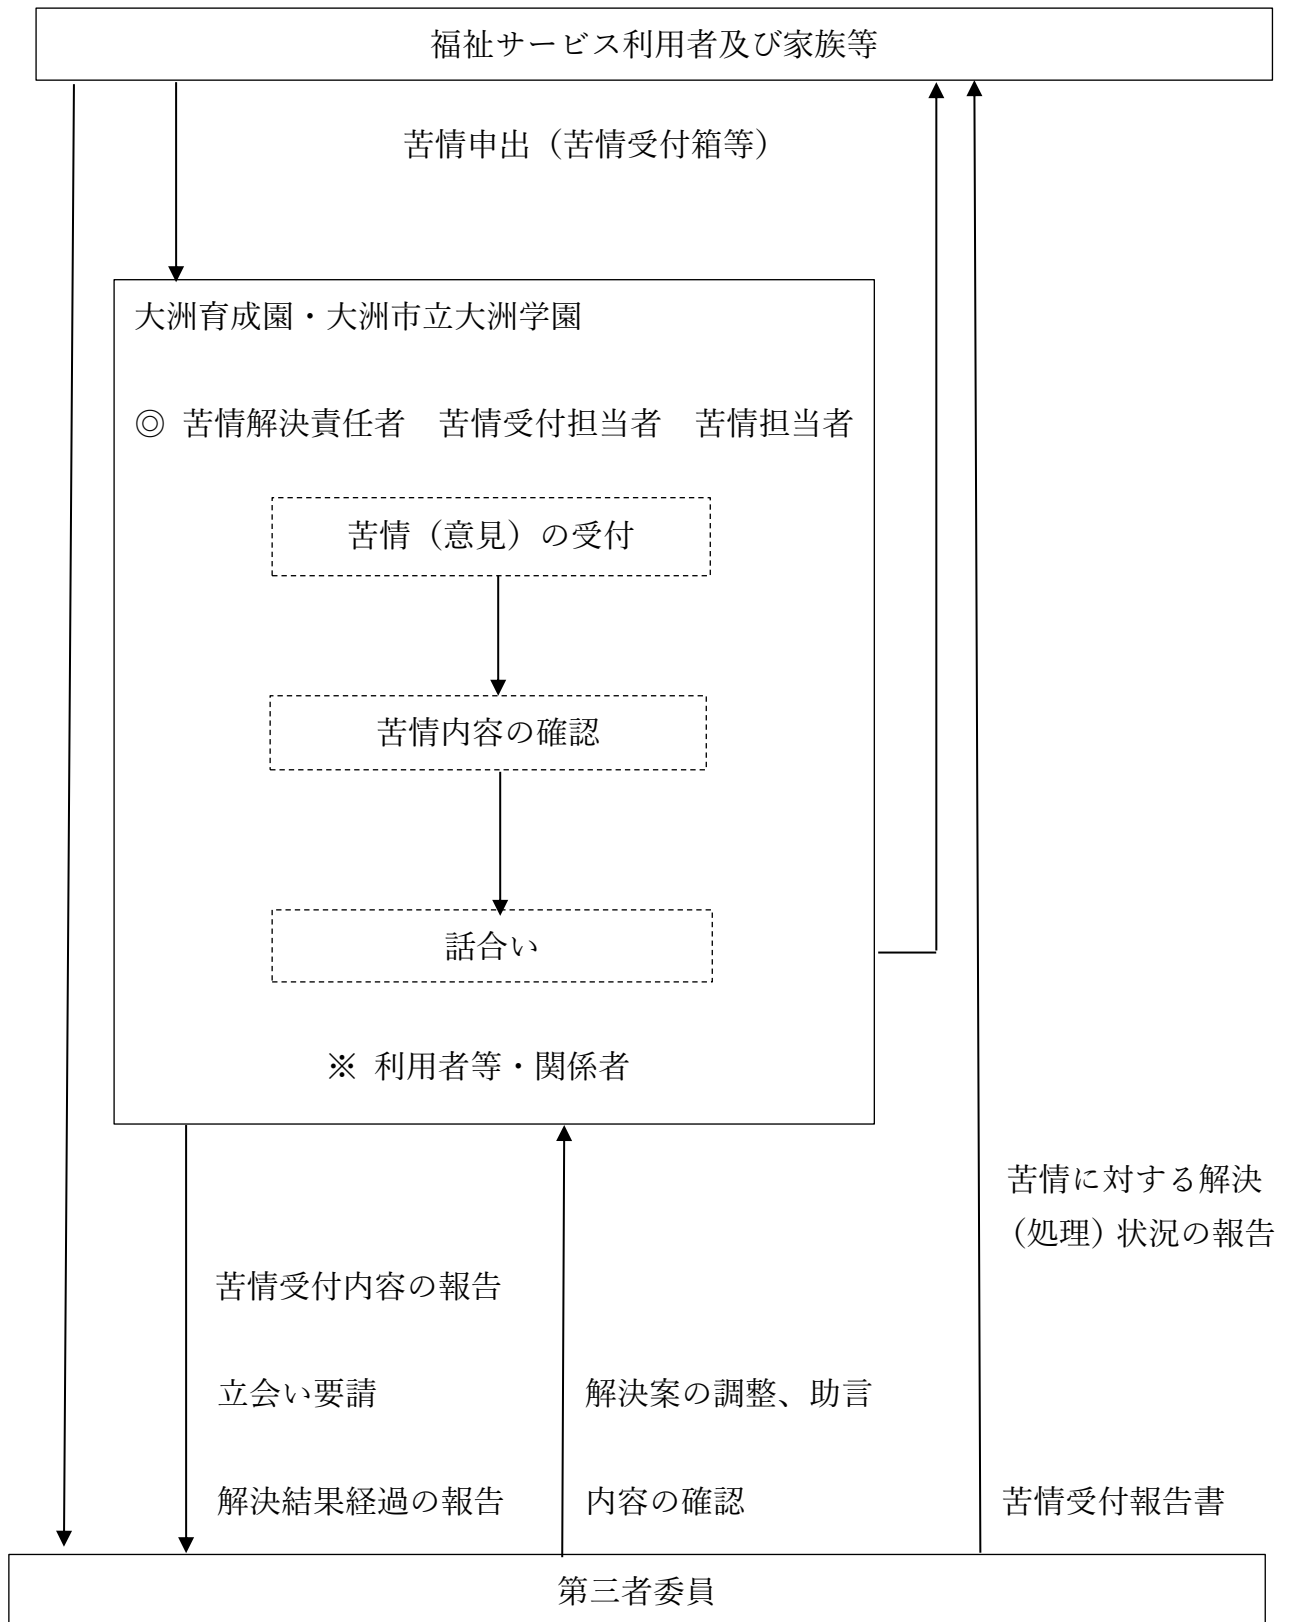 福祉サービス利用者及び家族等
苦情申出（苦情受付箱等）
大洲育成園・大洲市立大洲学園
◎ 苦情解決責任者　苦情受付担当者　苦情担当者
苦情（意見）の受付
苦情内容の確認
話合い
※ 利用者等・関係者
苦情に対する解決
（処理）状況の報告
苦情受付内容の報告
立会い要請
解決案の調整、助言
解決結果経過の報告
内容の確認
苦情受付報告書
第三者委員